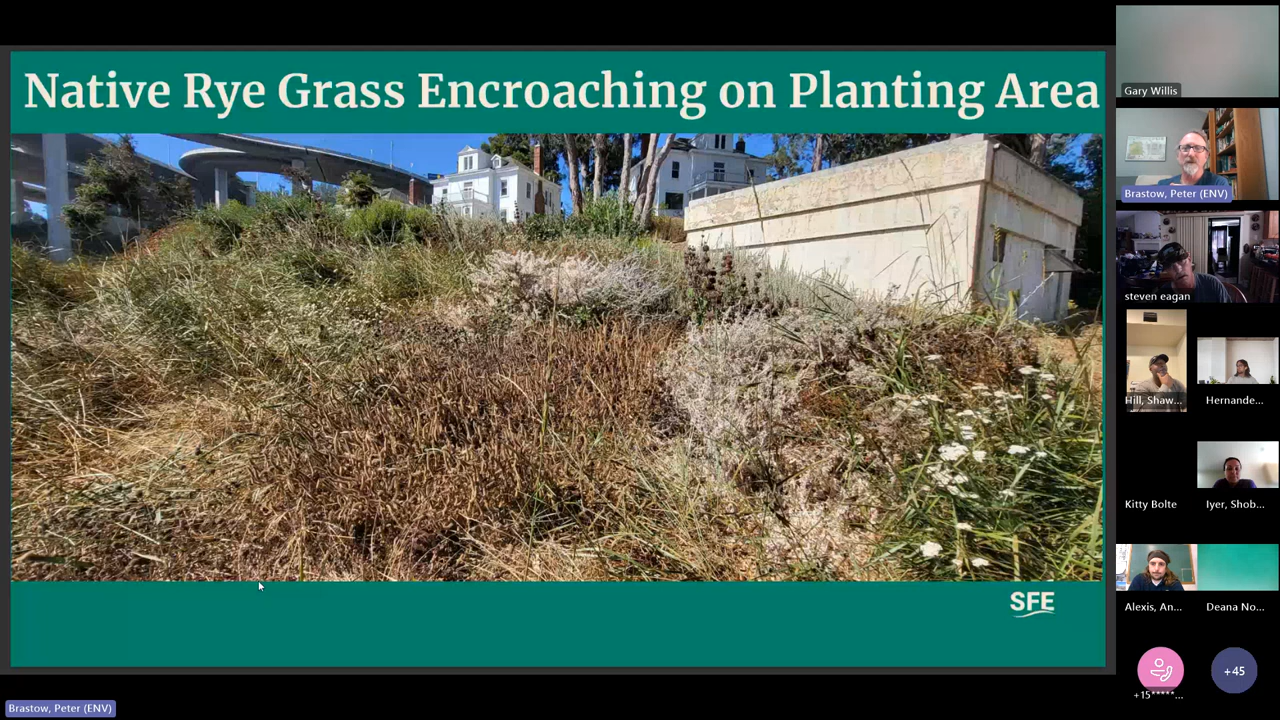 Native Rye Grass Encroaching on Planting Area
SFE
Gary Willis
Brastow, Peter (ENV)
steven eagan
Hill, Shaw...
Hernande...
Kitty Bolte
Iyer, Shob...
Alexis, An...
Deana No...
+15*****...
+45
Brastow, Peter (ENV)